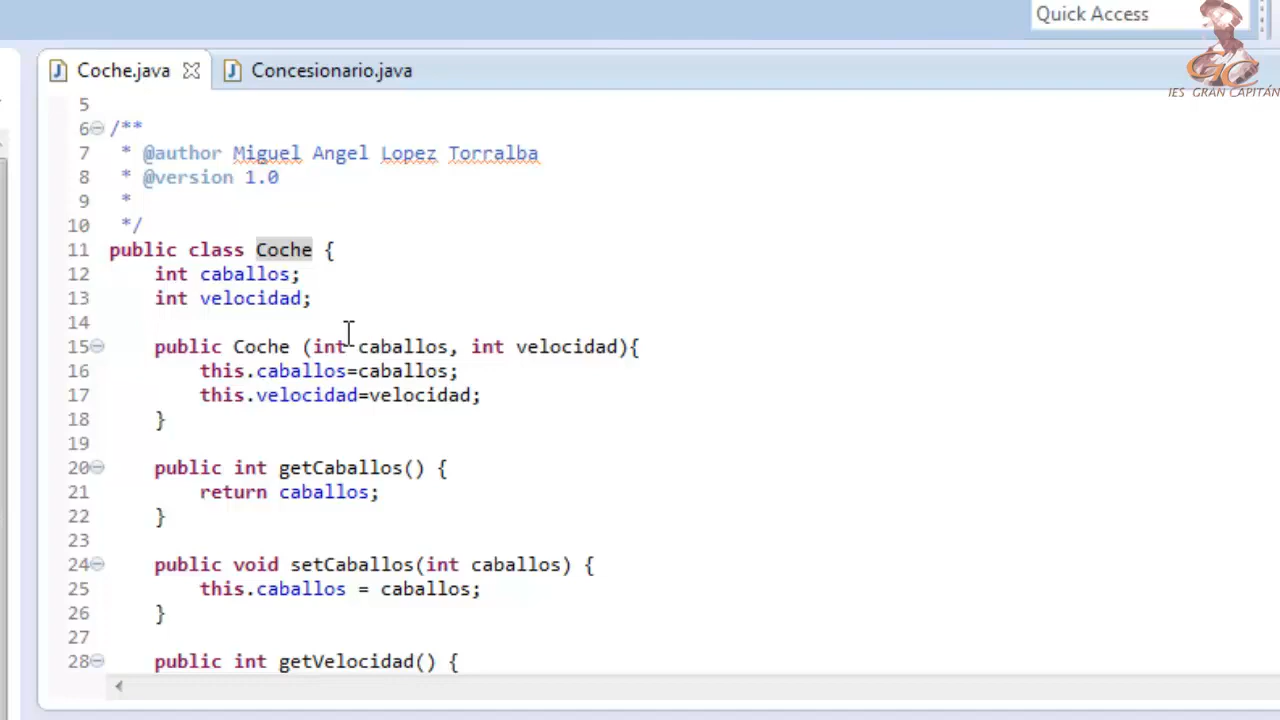 Quick Access
IES GRAN CAPITÁN
Coche.java
Concesionario.java
5
6 /**
7 * @author Miguel Angel Lopez Torralba
8 * @version 1.0
9 *
10 */
11 public class Coche {
12 int caballos;
13 int velocidad;
14
15 public Coche (int caballos, int velocidad){
16 this.caballos=caballos;
17 this.velocidad=velocidad;
18 }
19
20 public int getCaballos() {
21 return caballos;
22 }
23
24 public void setCaballos(int caballos) {
25 this.caballos = caballos;
26 }
27
28 public int getVelocidad() {